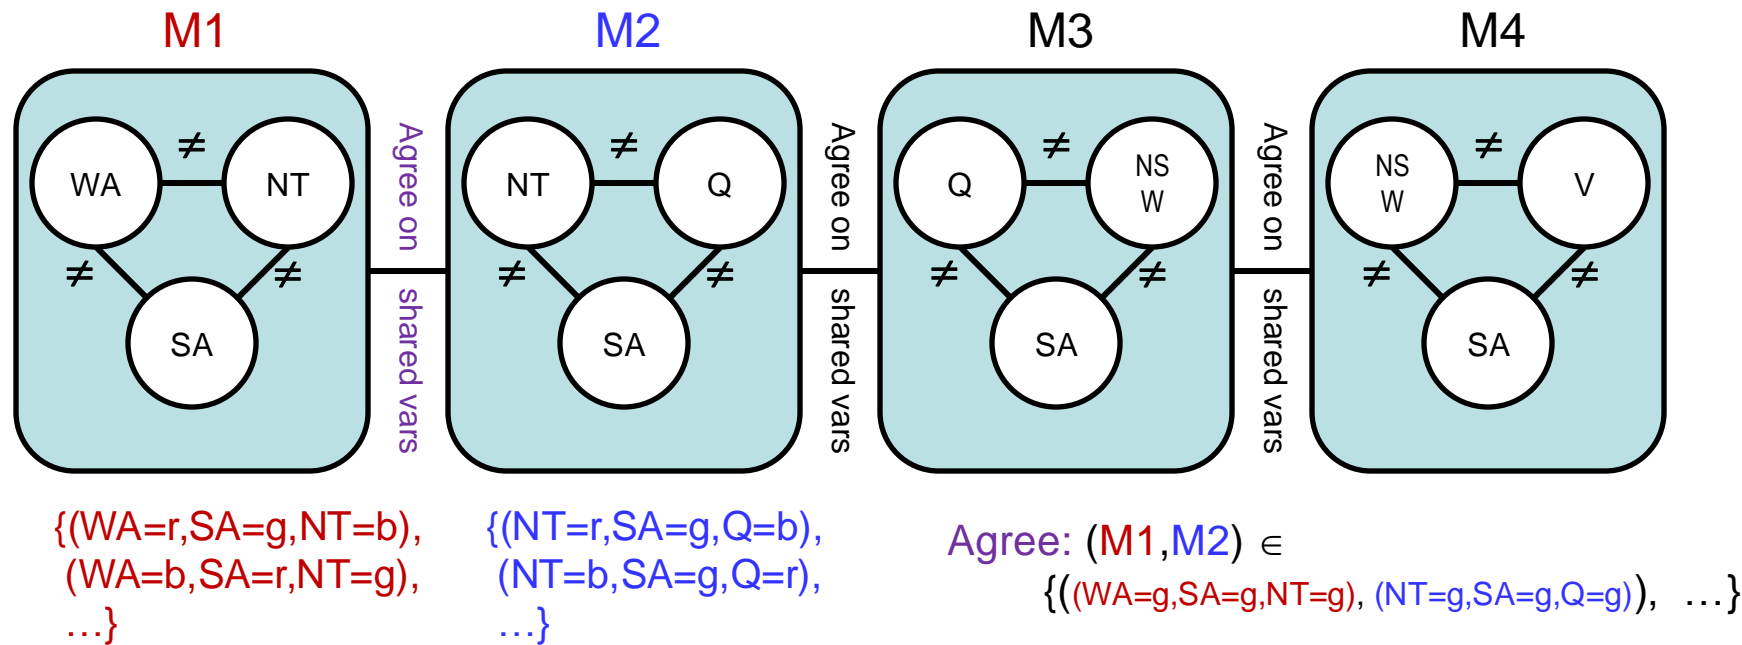 M1 M2 M3 M4
WA ≠ NT
≠ ≠
SA
Agree on shared vars
NT ≠ Q
≠ ≠
SA
Agree on shared vars
Q ≠ NS
W
≠ ≠
SA
Agree on shared vars
NS
W ≠ V
≠ ≠
SA
{(WA=r,SA=g,NT=b),
(WA=b,SA=r,NT=g),
…}
{(NT=r,SA=g,Q=b),
(NT=b,SA=g,Q=r),
…}
Agree: (M1,M2) ∈
{((WA=g,SA=g,NT=g), (NT=g,SA=g,Q=g)), …}